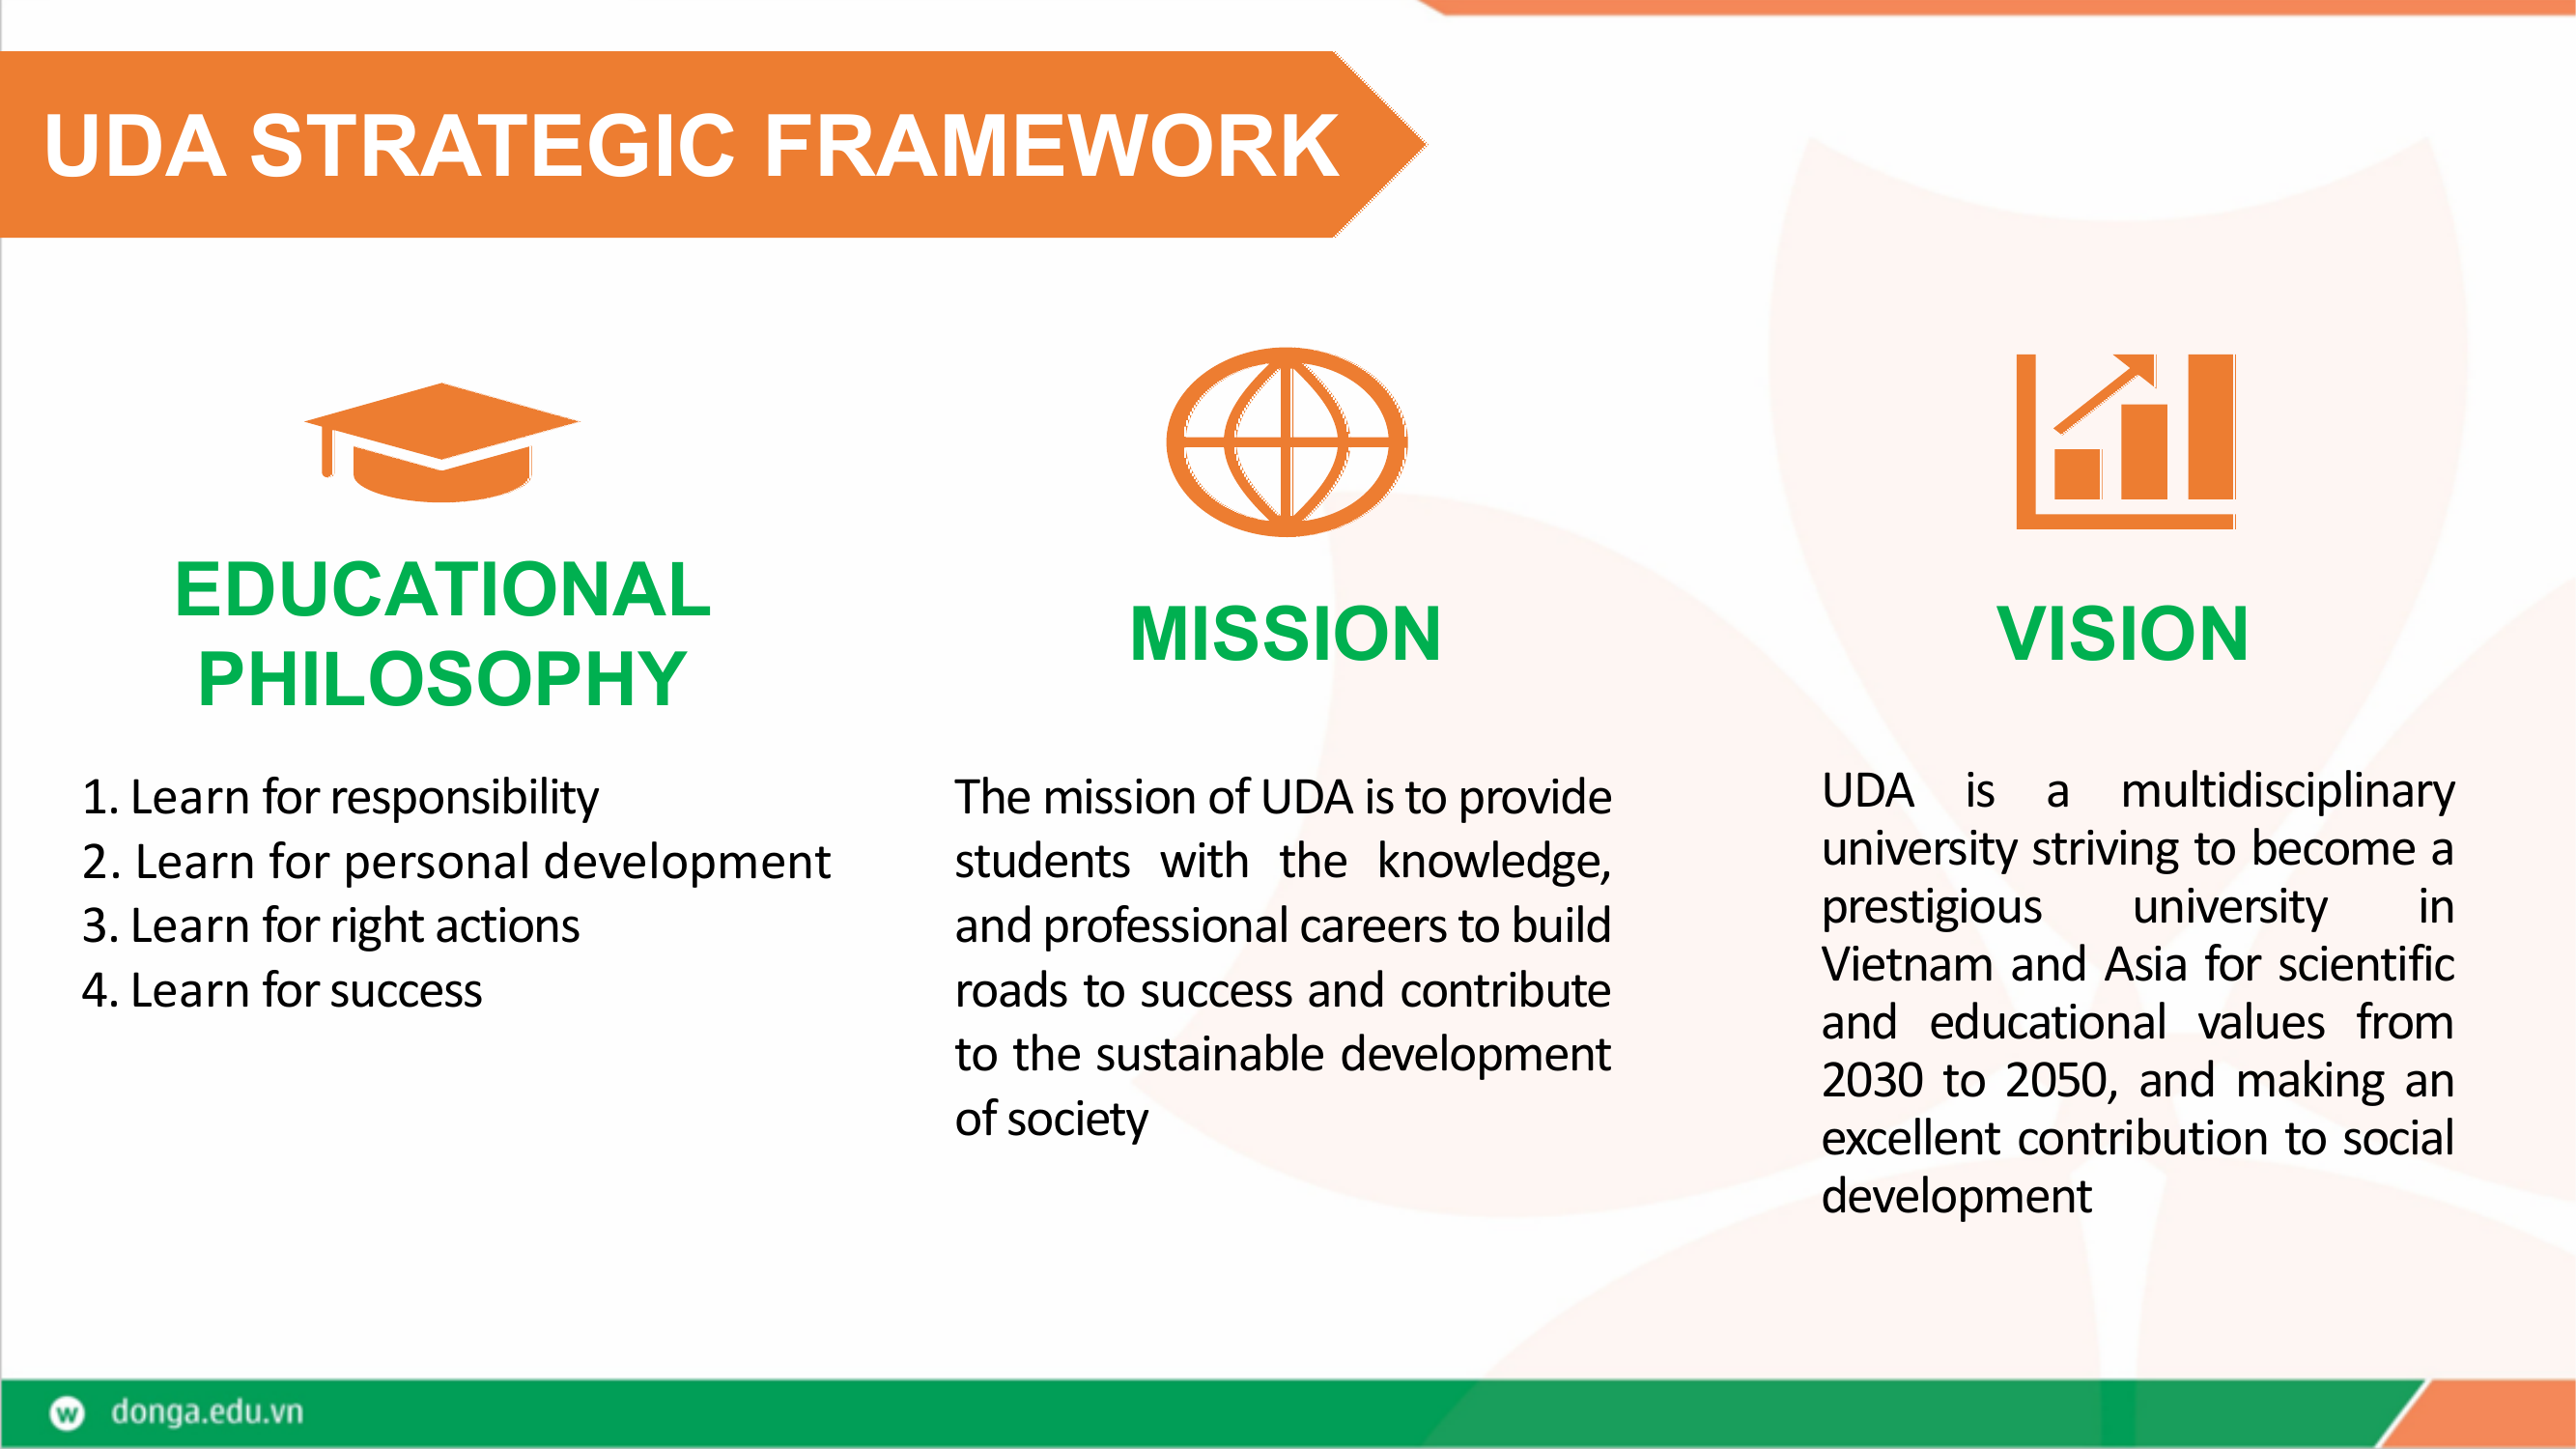 UDA STRATEGIC FRAMEWORK
EDUCATIONAL
PHILOSOPHY
1. Learn for responsibility
2. Learn for personal development
3. Learn for right actions
4. Learn for success
MISSION
The mission of UDA is to provide
students with the knowledge,
and professional careers to build
roads to success and contribute
to the sustainable development
of society
VISION
UDA is a multidisciplinary
university striving to become a
prestigious university in
Vietnam and Asia for scientific
and educational values from
2030 to 2050, and making an
excellent contribution to social
development
w donga.edu.vn